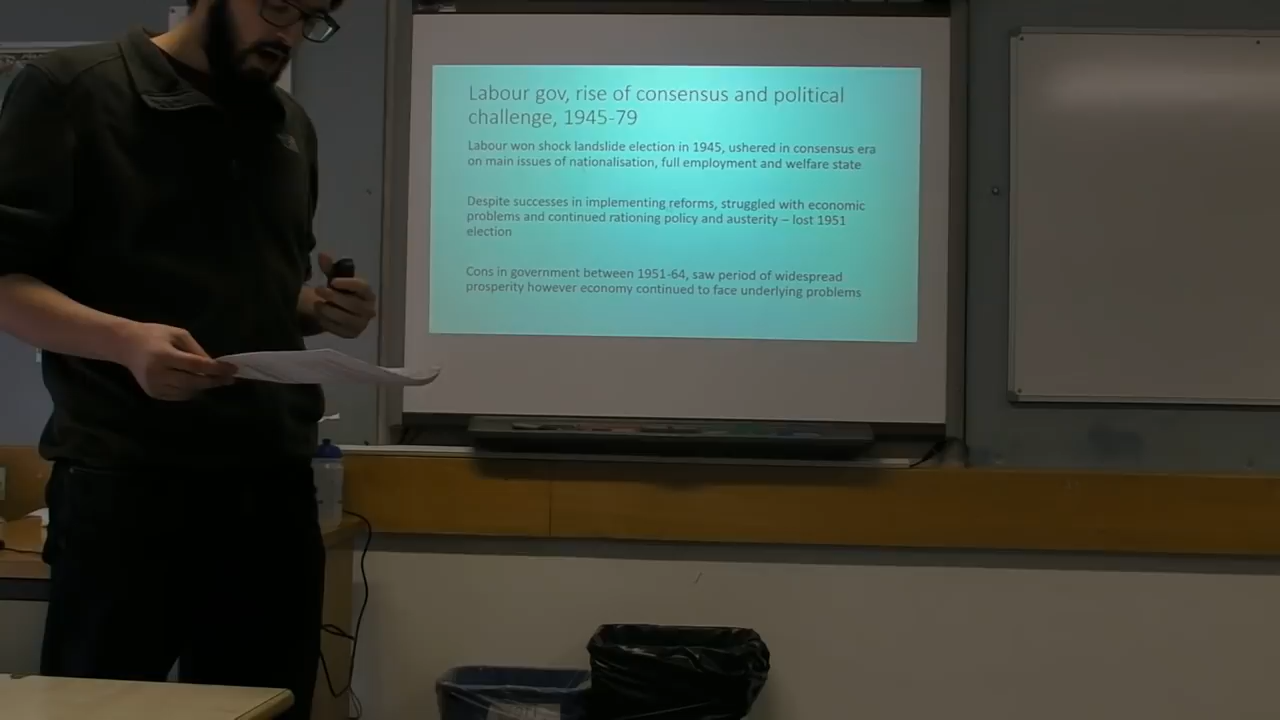 Labour gov, rise of consensus and political
challenge, 1945-79
Labour won shock landslide election in 1945, ushered in consensus era
on main issues of nationalisation, full employment and welfare state
Despite successes in implementing reforms, struggled with economic
problems and continued rationing policy and austerity – lost 1951
election
Cons in government between 1951-64, saw period of widespread
prosperity however economy continued to face underlying problems